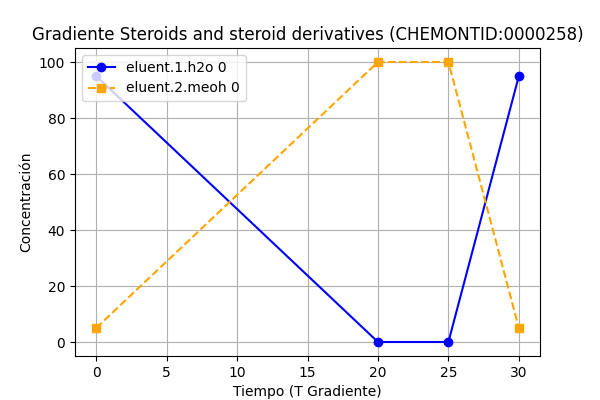 Gradiente Steroids and steroid derivatives (CHEMONTID:0000258)
eluent.1.h2o 0
eluent.2.meoh 0
100
80
60
40
20
0
Concentración
0 5 10 15 20 25 30
Tiempo (T Gradiente)